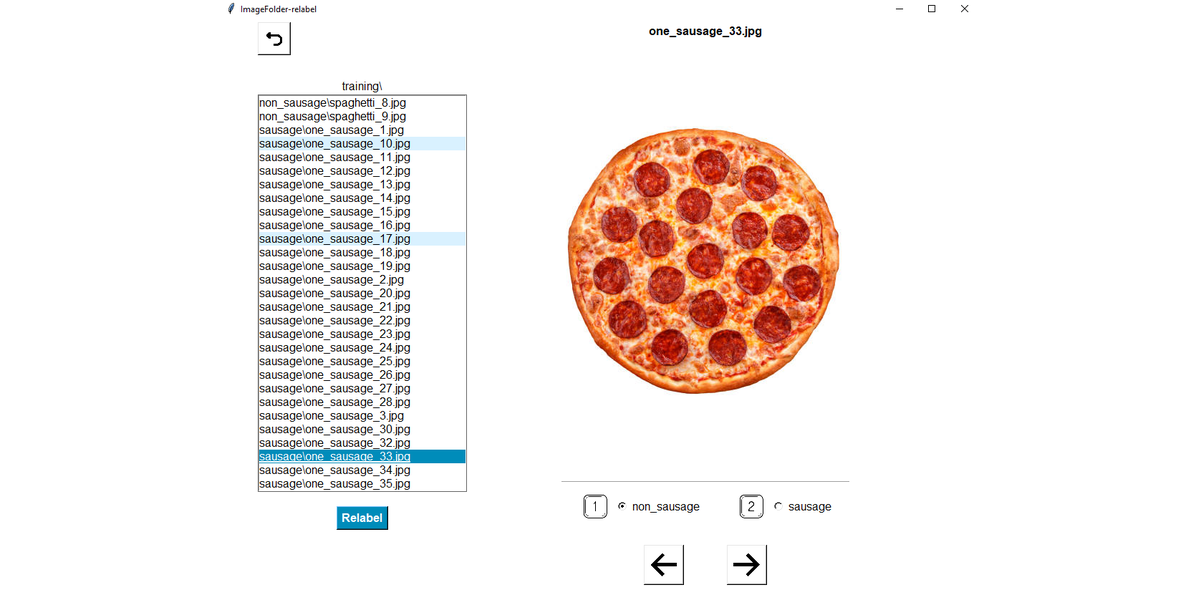 ImageFolder-relabel
one_sausage_33.jpg
training\
non_sausage\spaghetti_8.jpg
non_sausage\spaghetti_9.jpg
sausage\one_sausage_1.jpg
sausage\one_sausage_10.jpg
sausage\one_sausage_11.jpg
sausage\one_sausage_12.jpg
sausage\one_sausage_13.jpg
sausage\one_sausage_14.jpg
sausage\one_sausage_15.jpg
sausage\one_sausage_16.jpg
sausage\one_sausage_17.jpg
sausage\one_sausage_18.jpg
sausage\one_sausage_19.jpg
sausage\one_sausage_2.jpg
sausage\one_sausage_20.jpg
sausage\one_sausage_21.jpg
sausage\one_sausage_22.jpg
sausage\one_sausage_23.jpg
sausage\one_sausage_24.jpg
sausage\one_sausage_25.jpg
sausage\one_sausage_26.jpg
sausage\one_sausage_27.jpg
sausage\one_sausage_28.jpg
sausage\one_sausage_3.jpg
sausage\one_sausage_30.jpg
sausage\one_sausage_32.jpg
sausage\one_sausage_33.jpg
sausage\one_sausage_34.jpg
sausage\one_sausage_35.jpg
Relabel
1 non_sausage 2 sausage